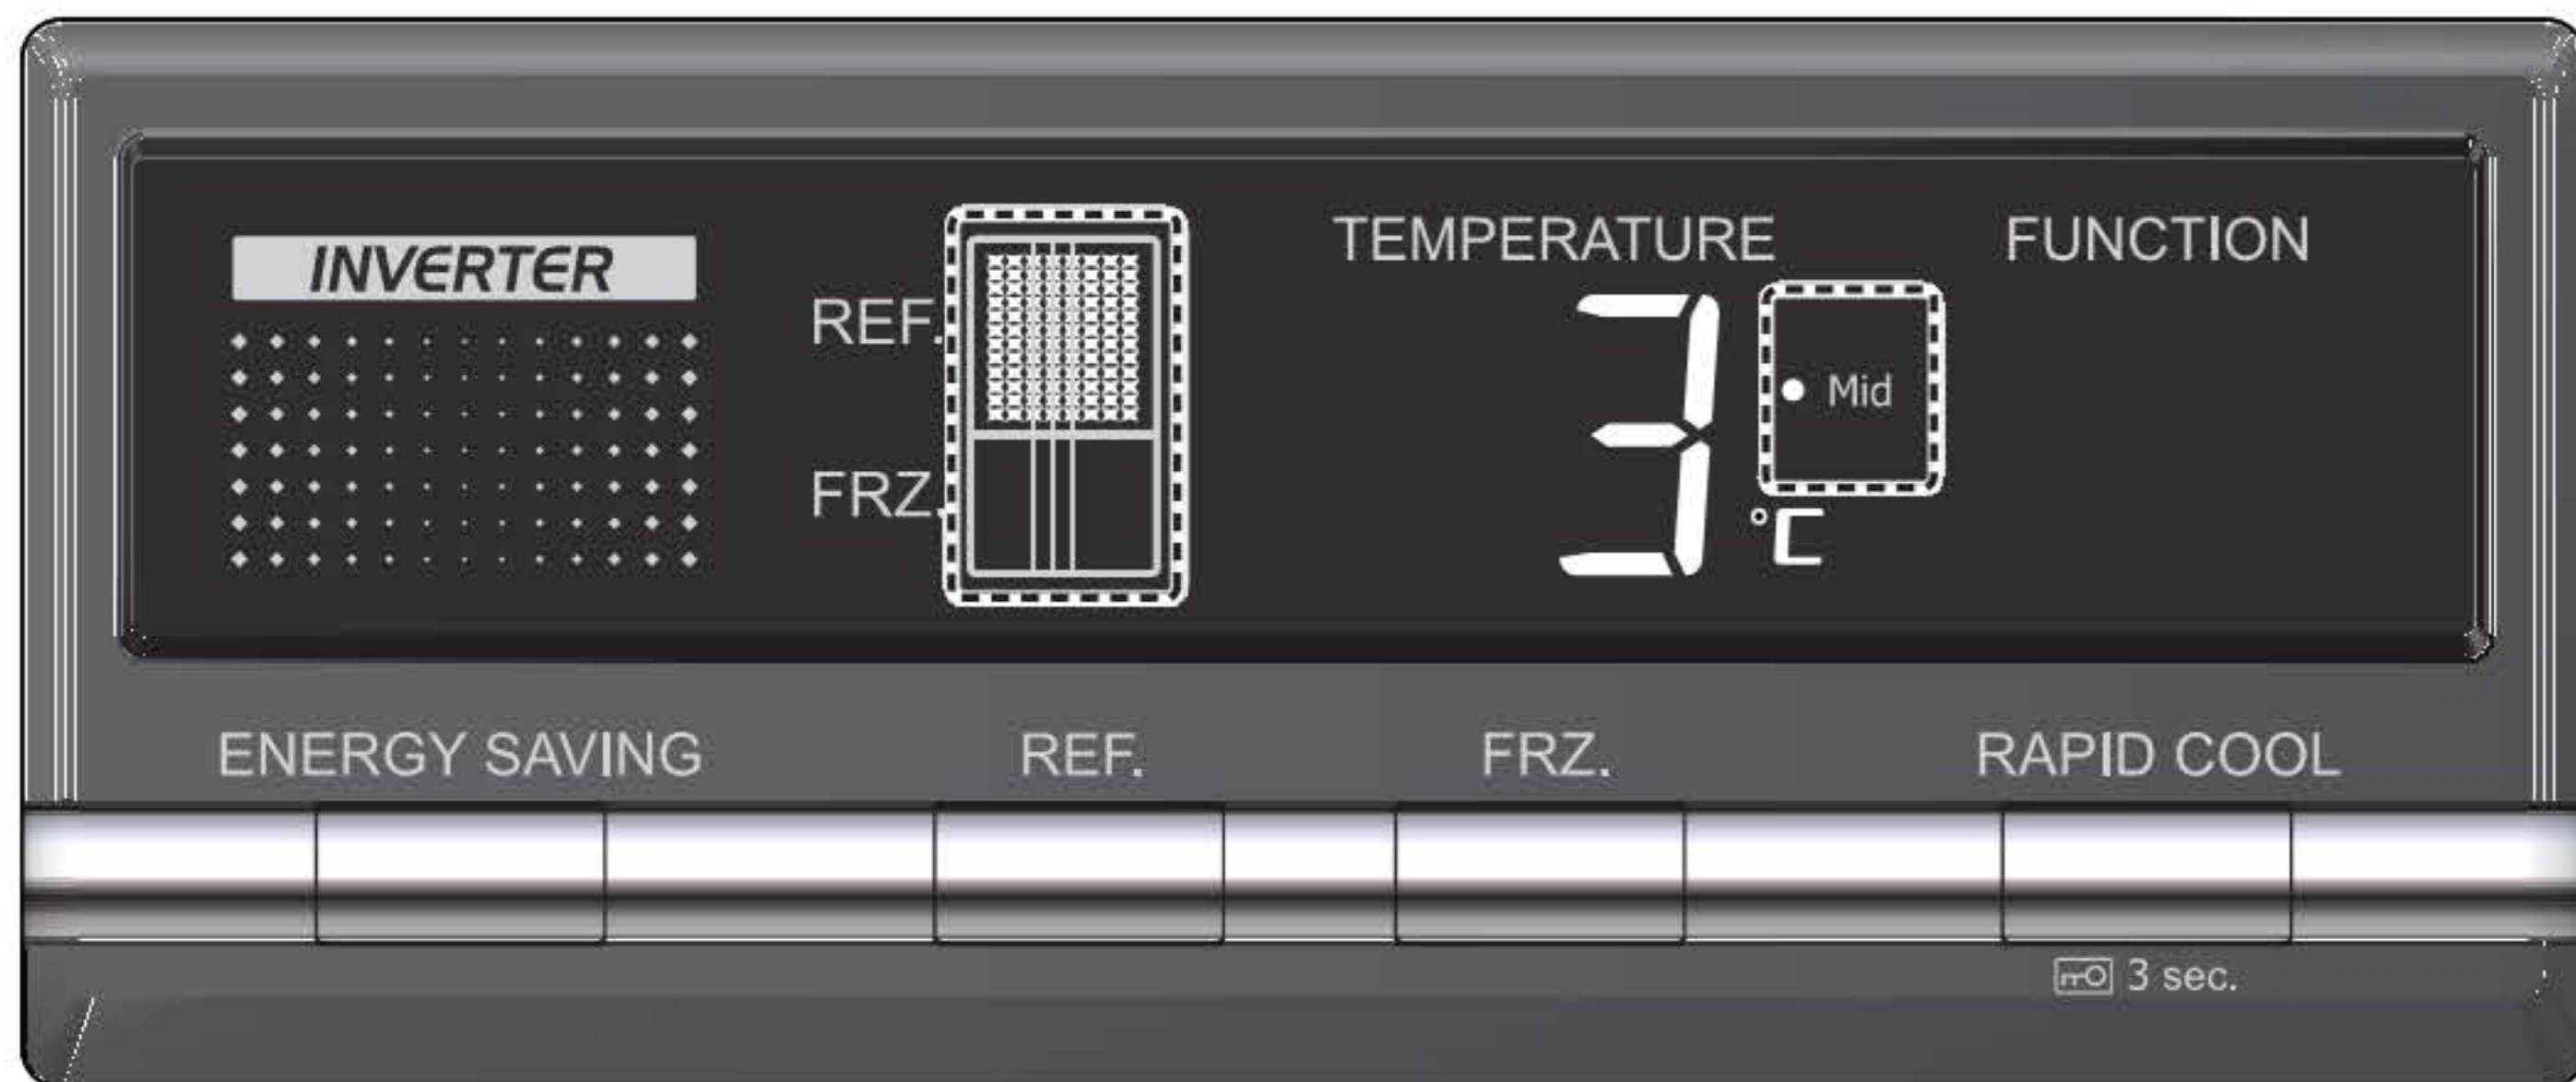 INVERTER
REF.
FRZ.
TEMPERATURE
3 °C
Mid
FUNCTION
ENERGY SAVING
REF.
FRZ.
RAPID COOL
3 sec.